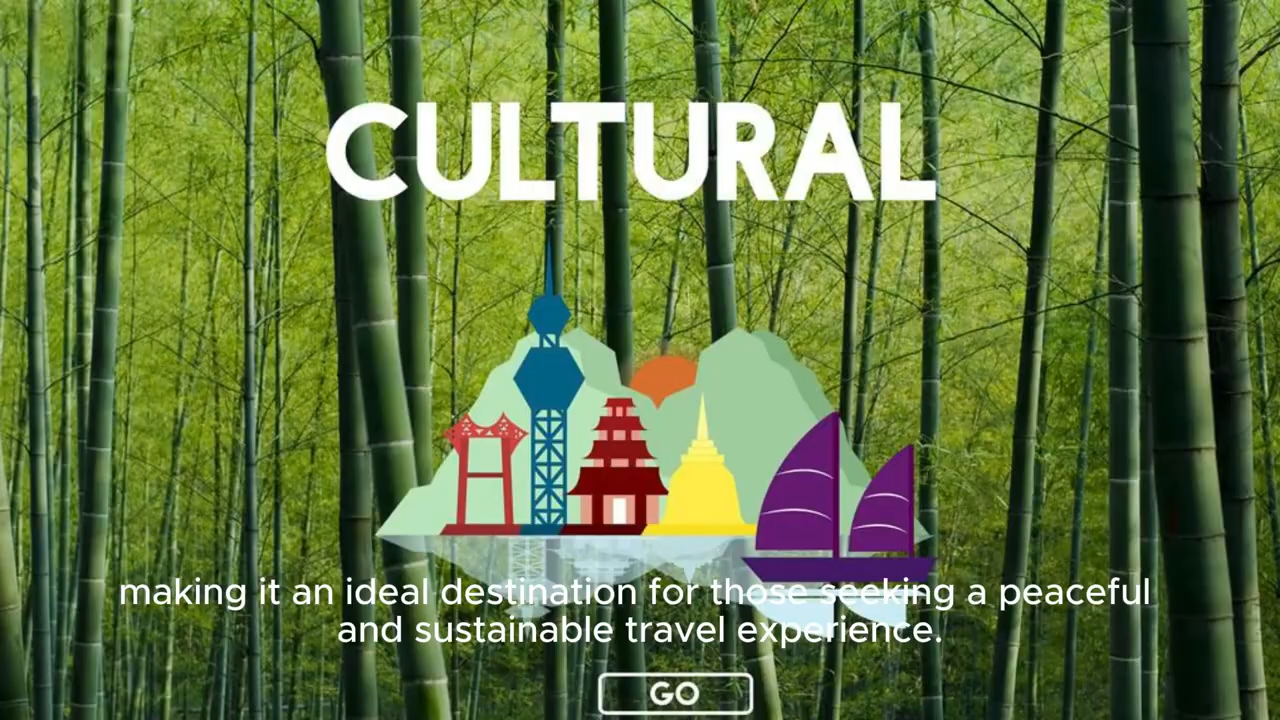 CULTURAL
making it an ideal destination for those seeking a peaceful
and sustainable travel experience.
GO